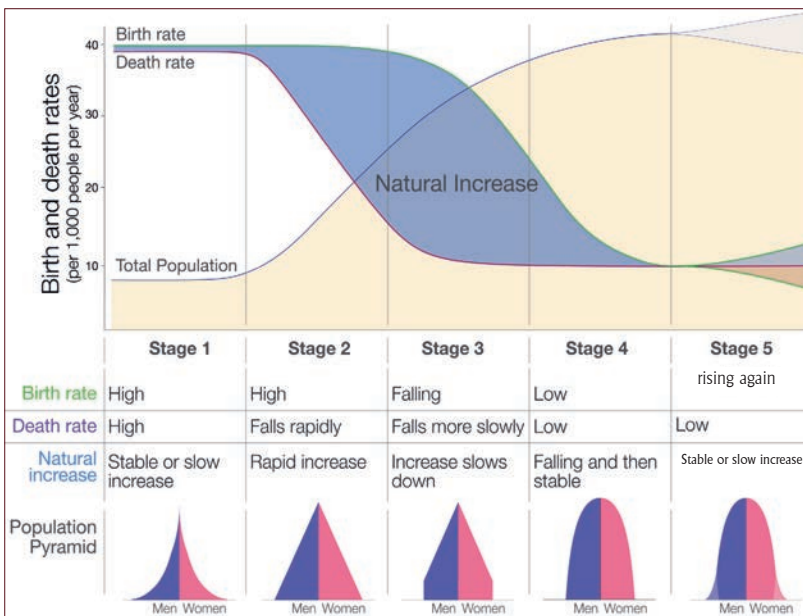 Birth and death rates
(per 1,000 people per year)
40
30
20
10
Birth rate
Death rate
Total Population
Natural Increase
Stage 1
Stage 2
Stage 3
Stage 4
Stage 5
Birth rate
High
High
Falling
Low
rising again
Death rate
High
Falls rapidly
Falls more slowly
Low
Low
Natural
increase
Stable or slow
increase
Rapid increase
Increase slows
down
Falling and then
stable
Stable or slow increase
Population
Pyramid
Men Women
Men Women
Men Women
Men Women
Men Women